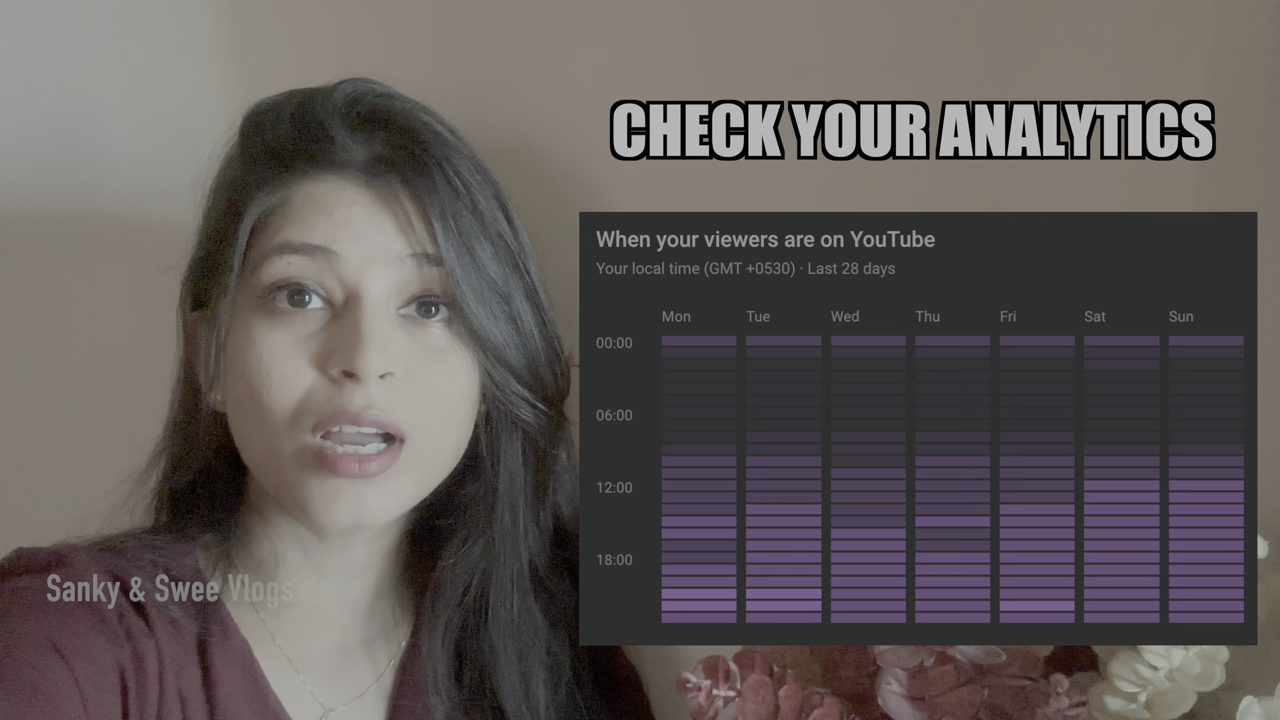 CHECK YOUR ANALYTICS
When your viewers are on YouTube
Your local time (GMT +0530) · Last 28 days
Mon Tue Wed Thu Fri Sat Sun
00:00
06:00
12:00
18:00
Sanky & Swee Vlogs